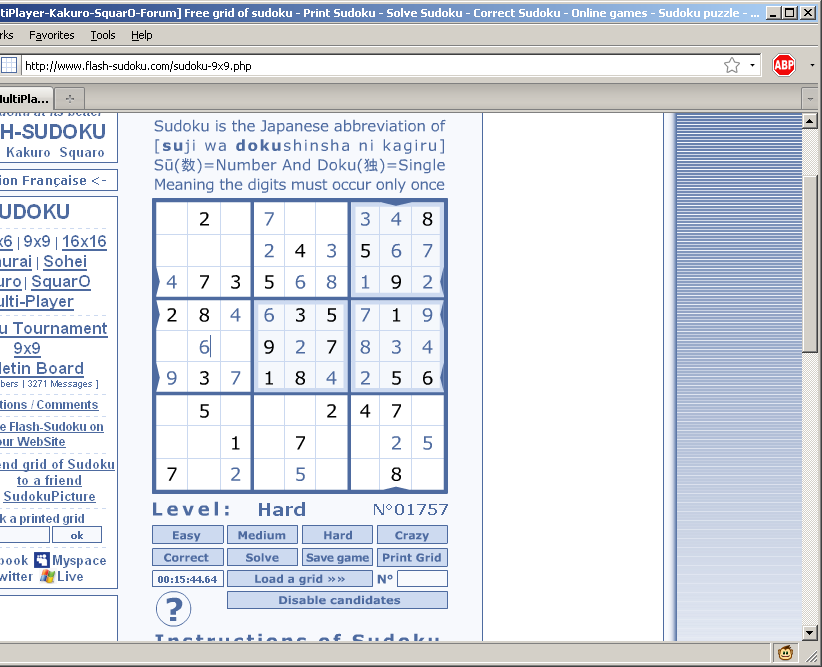 tiPlayer-Kakuro-SquarO-Forum] Free grid of sudoku - Print Sudoku - Solve Sudoku - Correct Sudoku - Online games - Sudoku puzzle - ...
rks Favorites Tools Help
http://www.flash-sudoku.com/sudoku-9x9.php
ABP
MultiPla...
H-SUDOKU
Kakuro Squaro
ion Française <-
UDOKU
x6 | 9x9 | 16x16
murai | Sohei
uro | SquarO
ulti-Player
u Tournament
9x9
letin Board
mbers | 3271 Messages ]
tions / Comments
e Flash-Sudoku on
our WebSite
end grid of Sudoku
to a friend
SudokuPicture
k a printed grid
ok
book Myspace
witter Live
Sudoku is the Japanese abbreviation of
[suji wa dokushinsha ni kagiru]
Sū(数)=Number And Doku(独)=Single
Meaning the digits must occur only once
2 7 3 4 8
2 4 3 5 6 7
4 7 3 5 6 8 1 9 2
2 8 4 6 3 5 7 1 9
6 9 2 7 8 3 4
9 3 7 1 8 4 2 5 6
5 2 4 7
1 7 2 5
7 2 5 8
Level: Hard N°01757
Easy Medium Hard Crazy
Correct Solve Save game Print Grid
00:15:44.64 Load a grid »» N°
? Disable candidates
Instructions of Sudoku